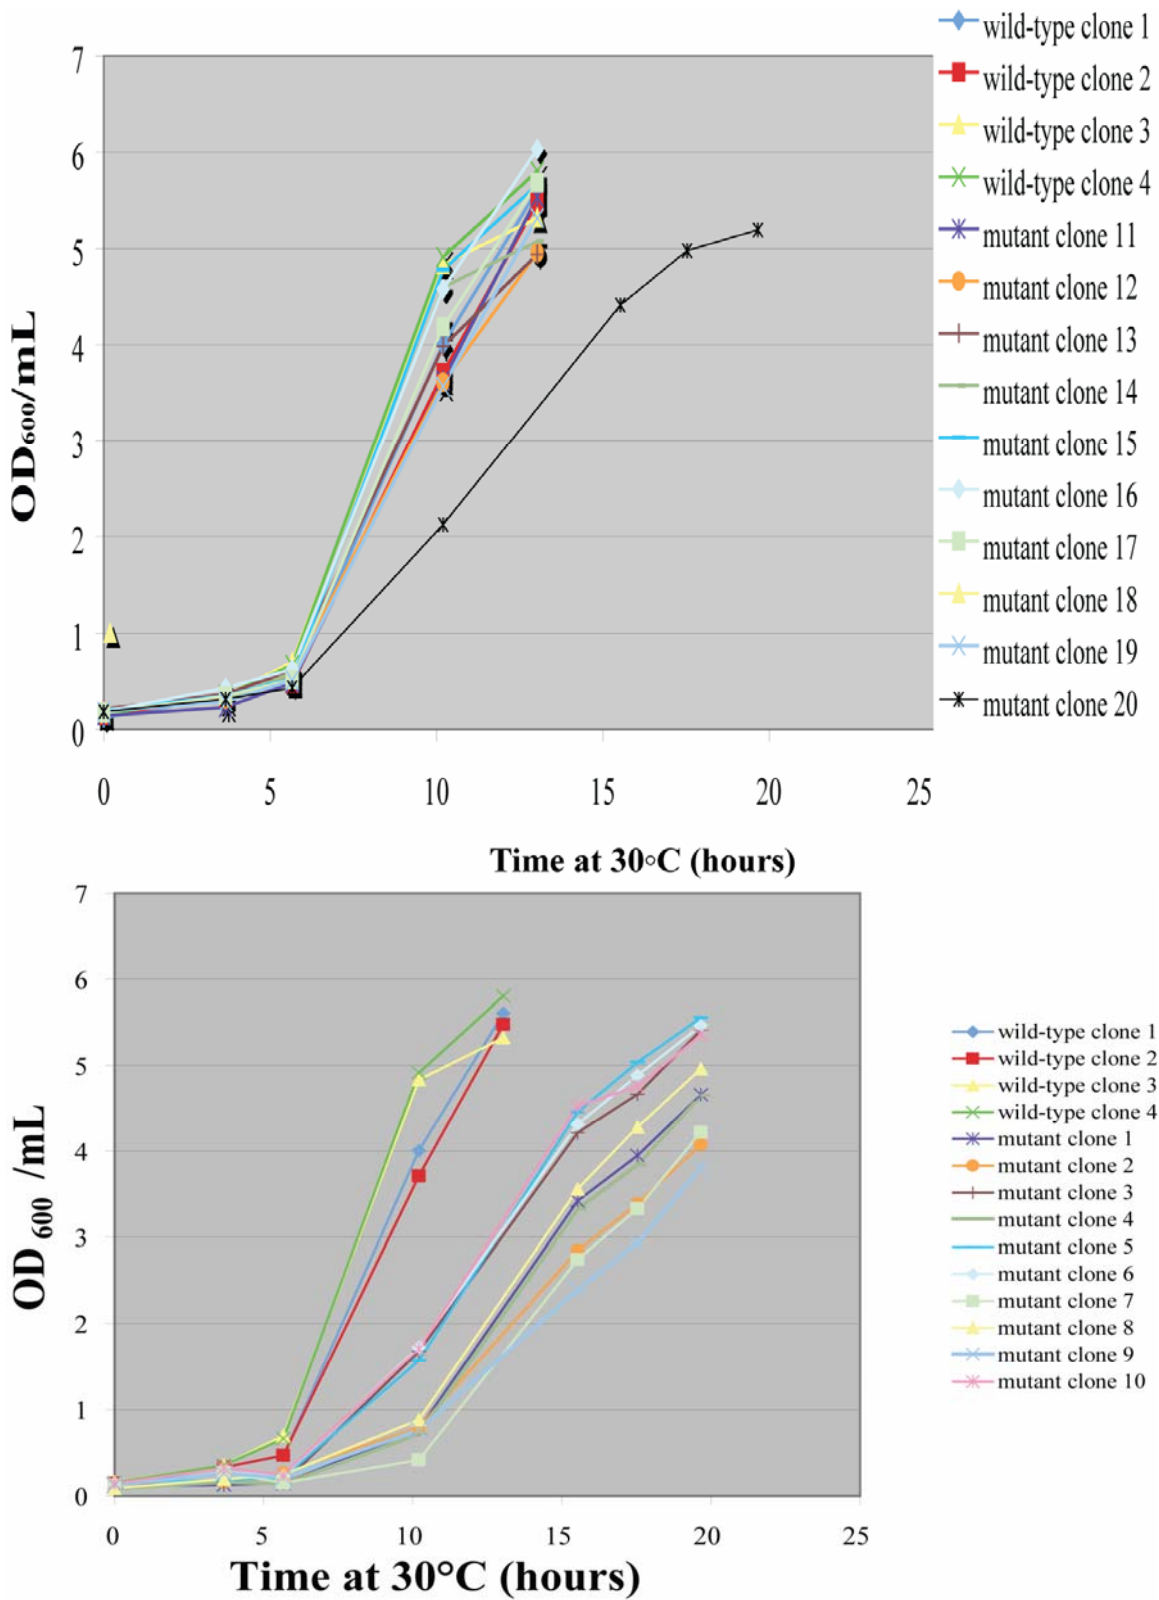 7
6
5
4
3
2
1
0
OD600/mL
0 5 10 15 20 25
Time at 30°C (hours)
wild-type clone 1
wild-type clone 2
wild-type clone 3
wild-type clone 4
mutant clone 11
mutant clone 12
mutant clone 13
mutant clone 14
mutant clone 15
mutant clone 16
mutant clone 17
mutant clone 18
mutant clone 19
mutant clone 20
7
6
5
4
3
2
1
0
OD 600 /mL
0 5 10 15 20 25
Time at 30°C (hours)
wild-type clone 1
wild-type clone 2
wild-type clone 3
wild-type clone 4
mutant clone 1
mutant clone 2
mutant clone 3
mutant clone 4
mutant clone 5
mutant clone 6
mutant clone 7
mutant clone 8
mutant clone 9
mutant clone 10